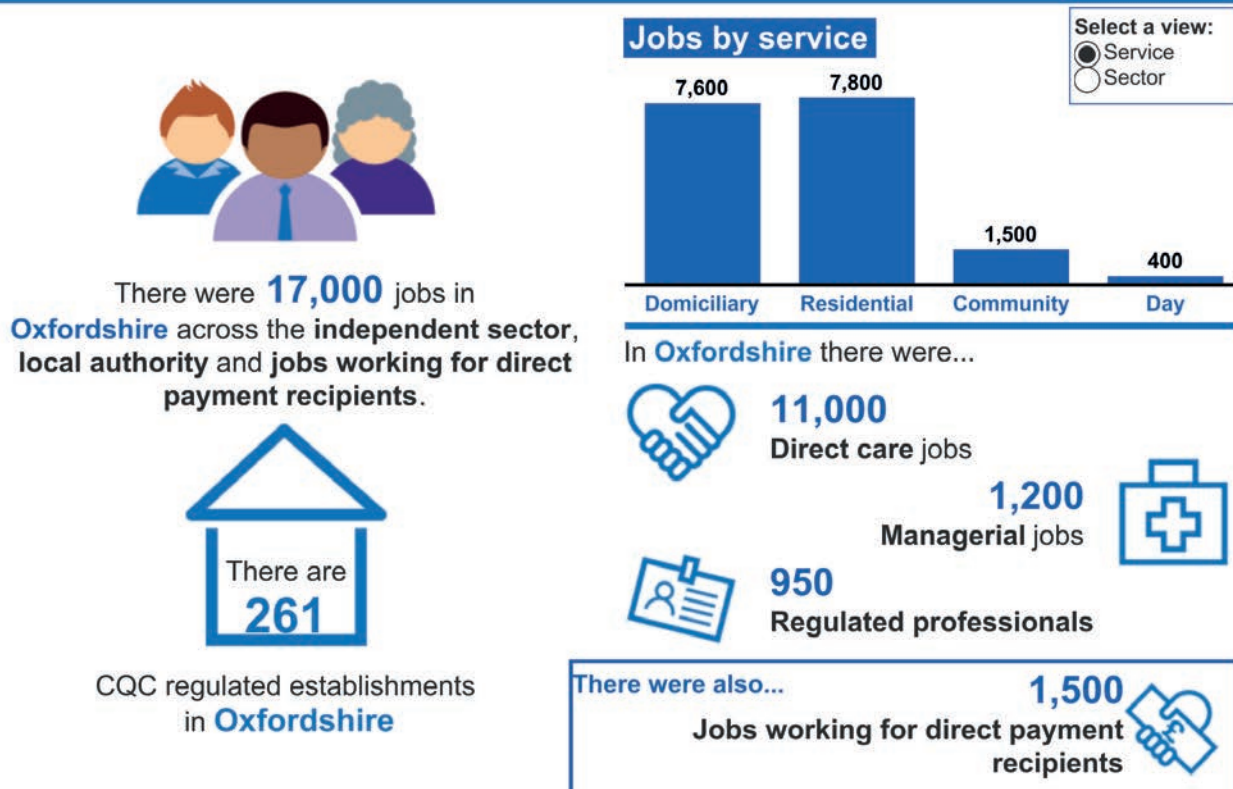 There were 17,000 jobs in
Oxfordshire across the independent sector,
local authority and jobs working for direct
payment recipients.
There are
261
CQC regulated establishments
in Oxfordshire
Jobs by service
Select a view:
Service
Sector
7,600
7,800
1,500
400
Domiciliary
Residential
Community
Day
In Oxfordshire there were...
11,000
Direct care jobs
1,200
Managerial jobs
950
Regulated professionals
There were also...
1,500
Jobs working for direct payment
recipients
£